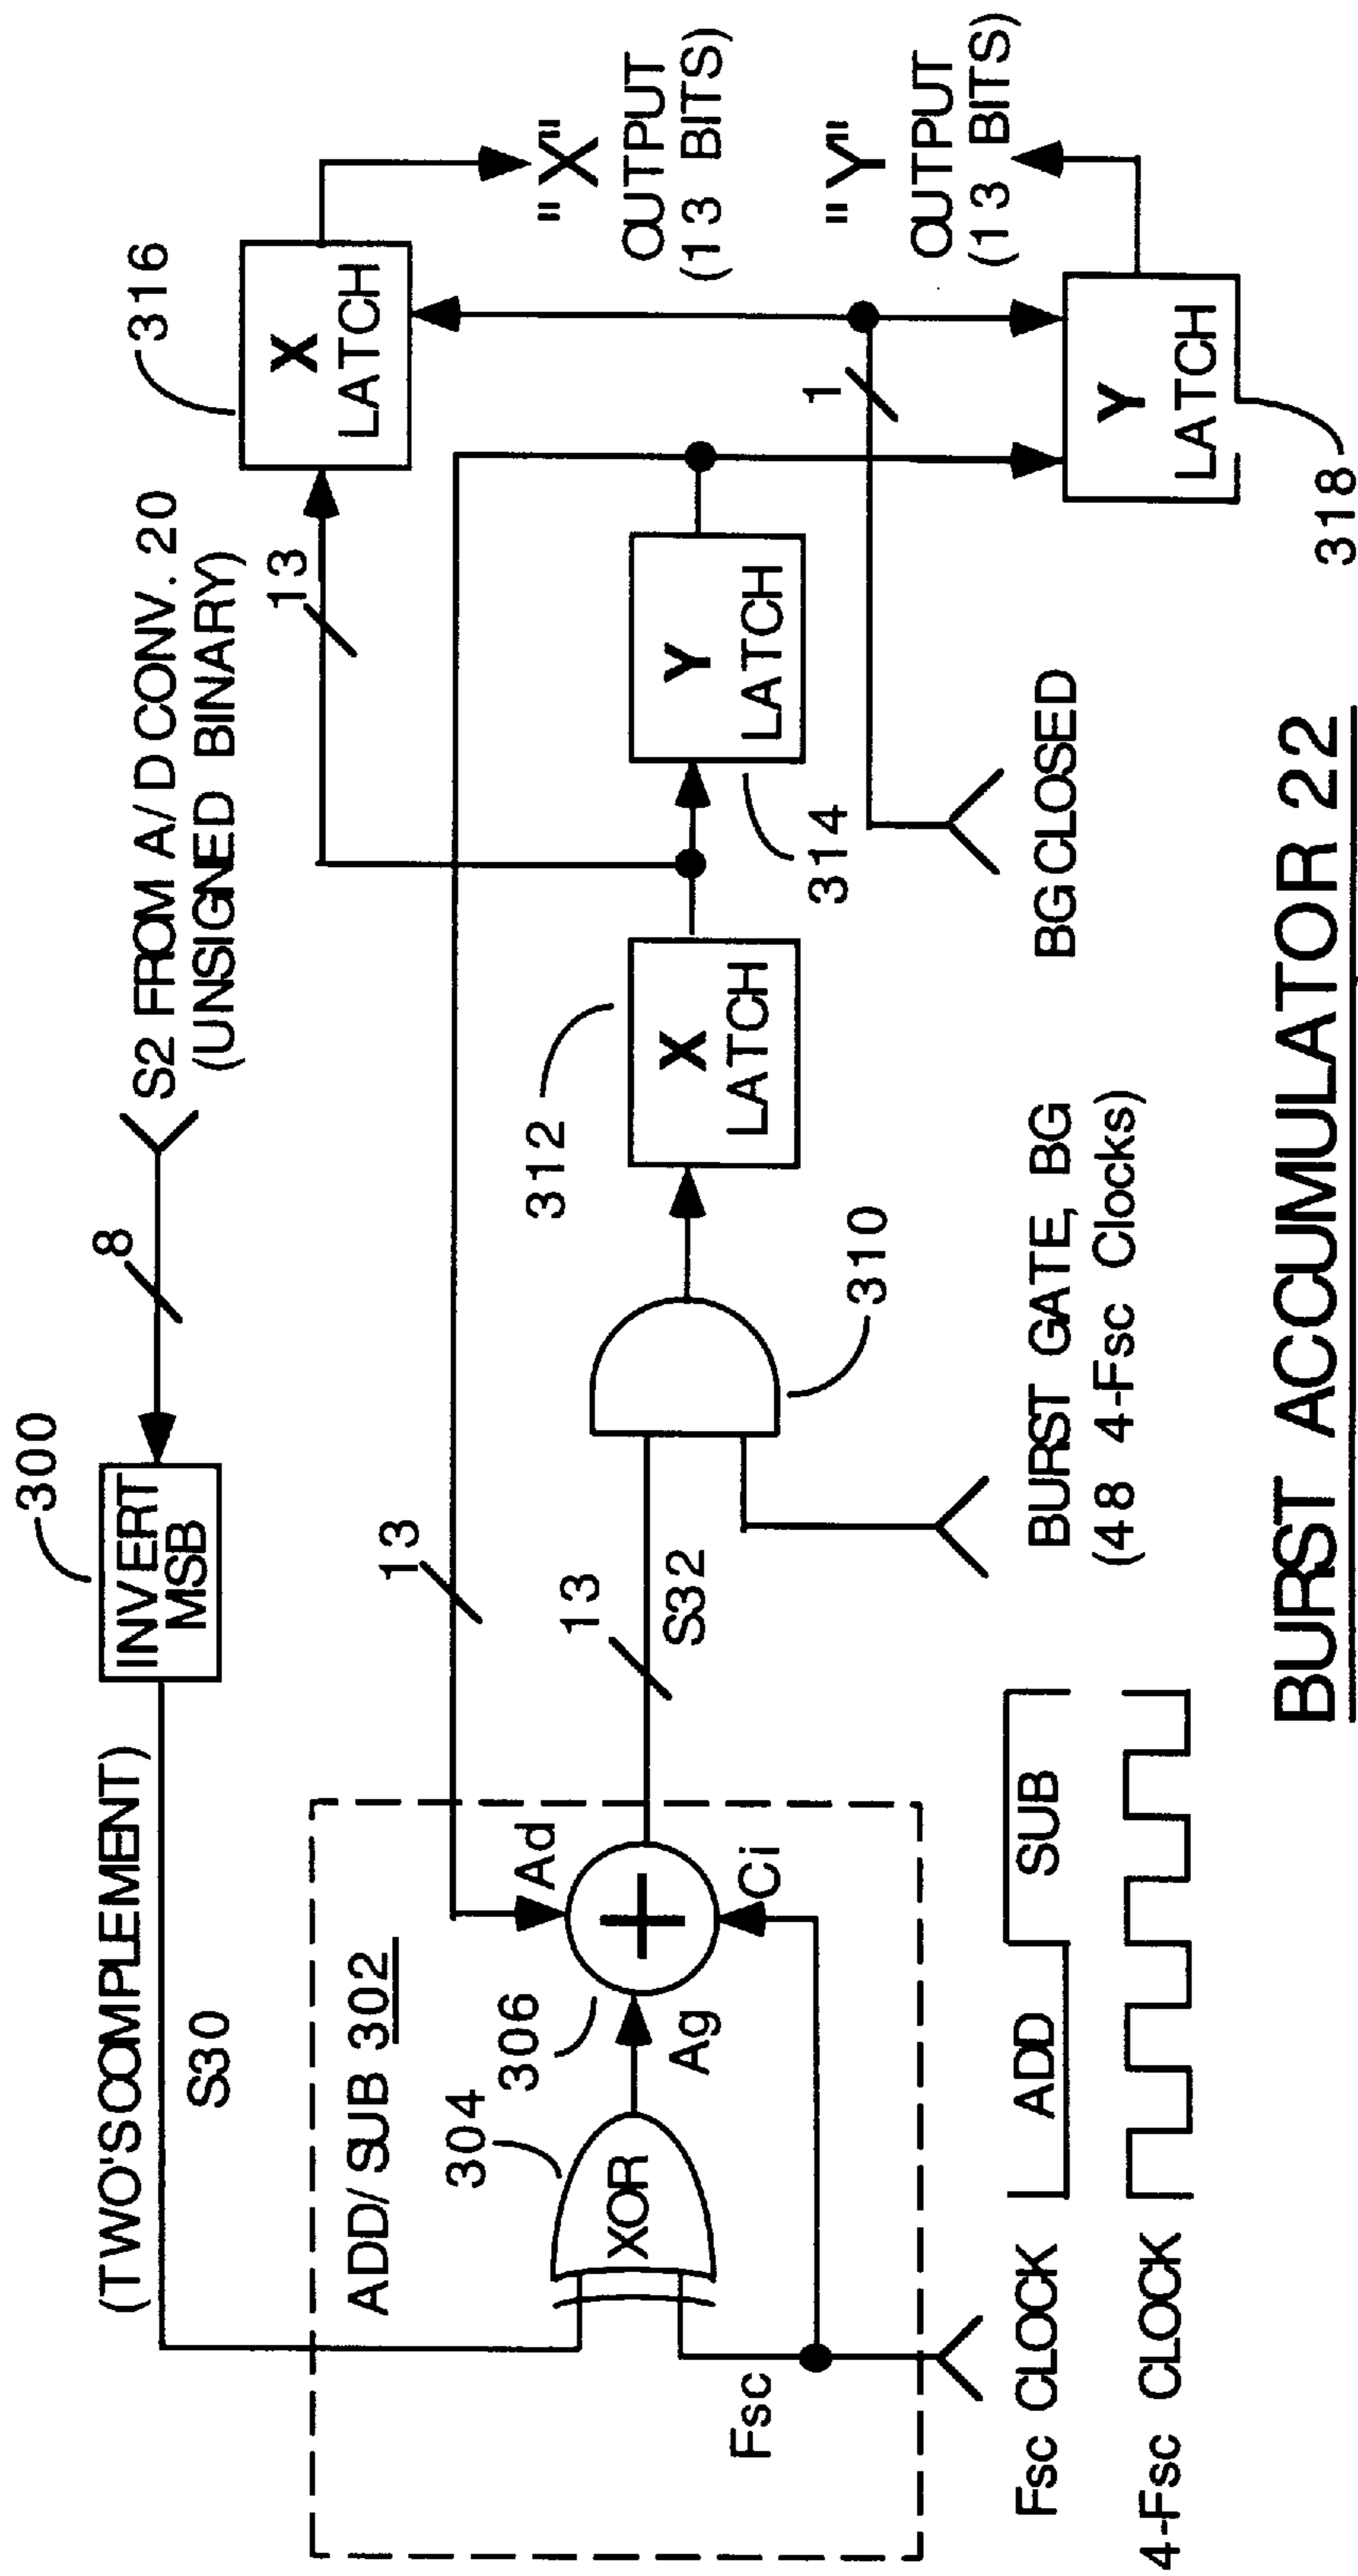 300
INVERT
MSB
8
S2 FROM A/D CONV. 20
(UNSIGNED BINARY)
(TWO'S COMPLEMENT)
S30
316
X
LATCH
13
"X"
OUTPUT
(13 BITS)
ADD/SUB 302
304
XOR
306
Ag
Ad
Ci
Fsc
13
13
S32
310
312
X
LATCH
314
Y
LATCH
1
"Y"
OUTPUT
(13 BITS)
Y
LATCH
318
BG CLOSED
BURST GATE, BG
(48 4-Fsc Clocks)
Fsc CLOCK
ADD
SUB
4-Fsc CLOCK
BURST ACCUMULATOR 22